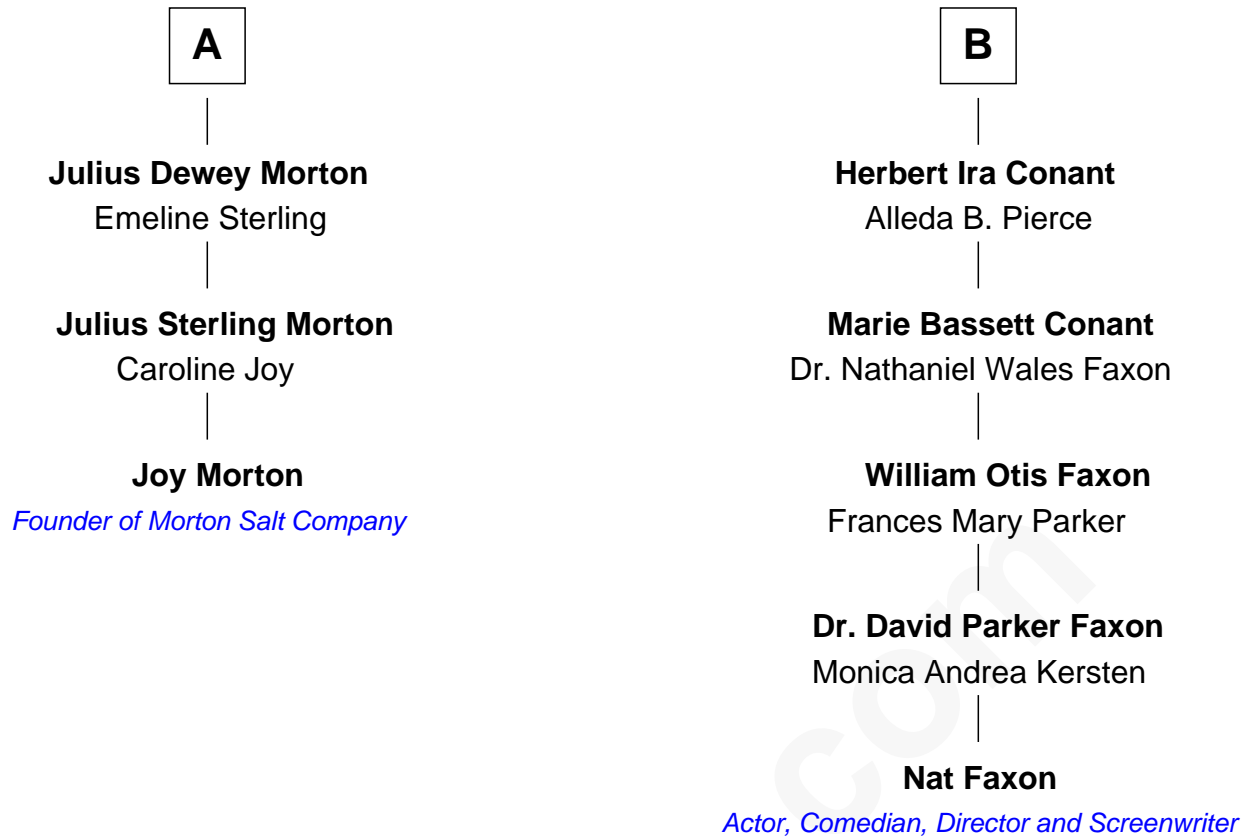 A
Julius Dewey Morton
Emeline Sterling
Julius Sterling Morton
Caroline Joy
Joy Morton
Founder of Morton Salt Company
B
Herbert Ira Conant
Alleda B. Pierce
Marie Bassett Conant
Dr. Nathaniel Wales Faxon
William Otis Faxon
Frances Mary Parker
Dr. David Parker Faxon
Monica Andrea Kersten
Nat Faxon
Actor, Comedian, Director and Screenwriter
com